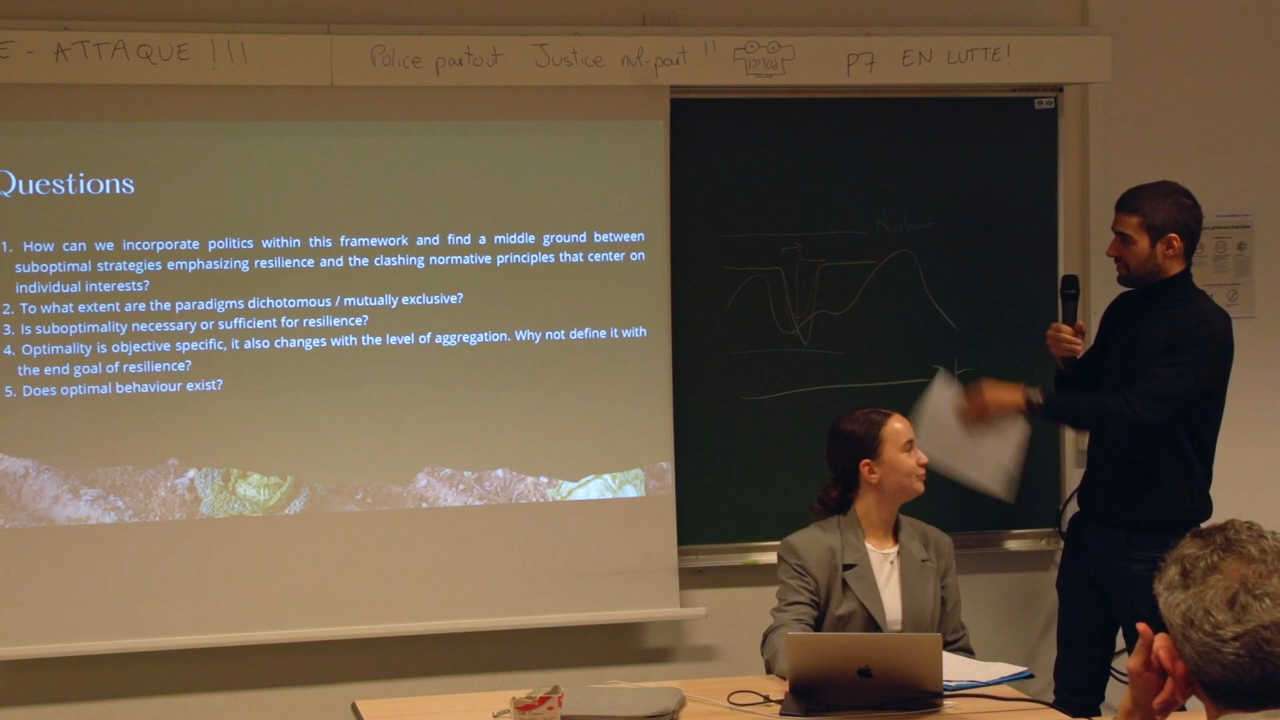 E - ATTAQUE !!!
Police partout Justice nul-part !!
POLICE
P7 EN LUTTE!
Questions
1. How can we incorporate politics within this framework and find a middle ground between
suboptimal strategies emphasizing resilience and the clashing normative principles that center on
individual interests?
2. To what extent are the paradigms dichotomous / mutually exclusive?
3. Is suboptimality necessary or sufficient for resilience?
4. Optimality is objective specific, it also changes with the level of aggregation. Why not define it with
the end goal of resilience?
5. Does optimal behaviour exist?